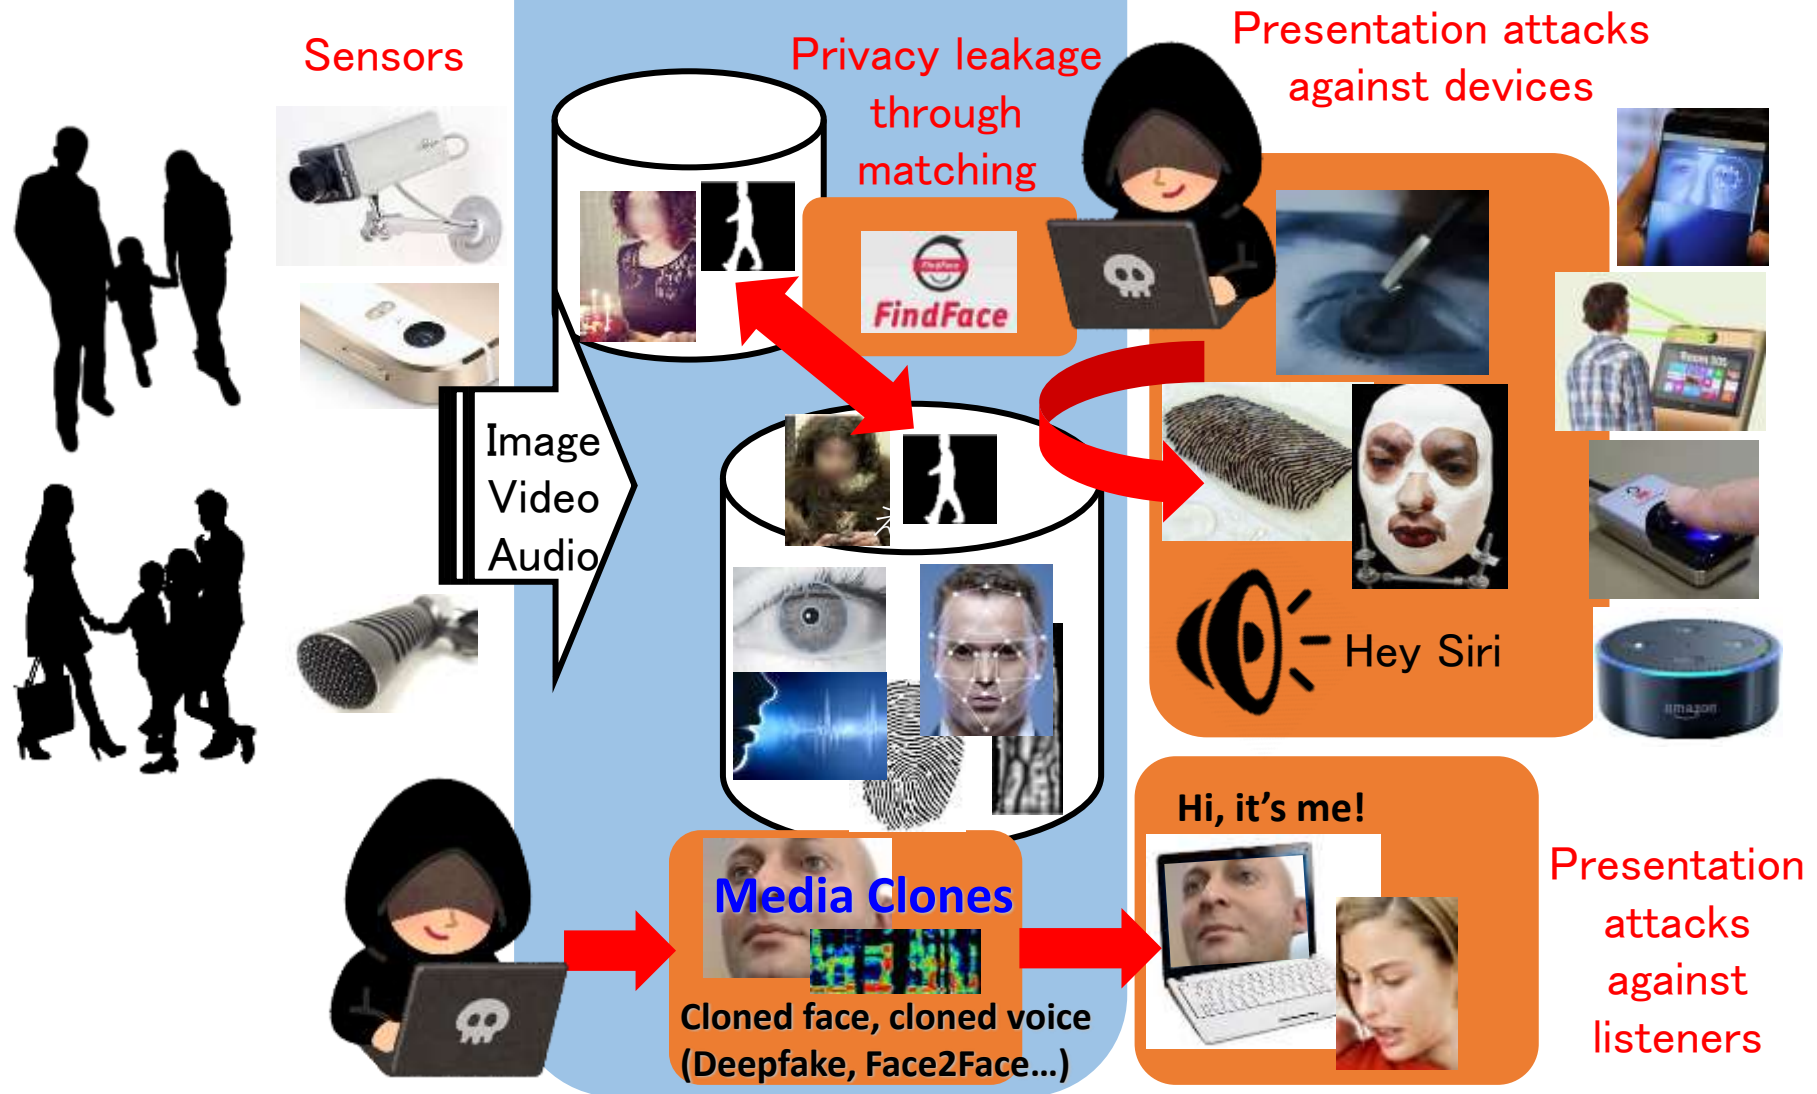 Sensors
Privacy leakage
through
matching
Presentation attacks
against devices
FindFace
FindFace
Image
Video
Audio
Hey Siri
amazon
Hi, it's me!
Media Clones
Cloned face, cloned voice
(Deepfake, Face2Face…)
Presentation
attacks
against
listeners